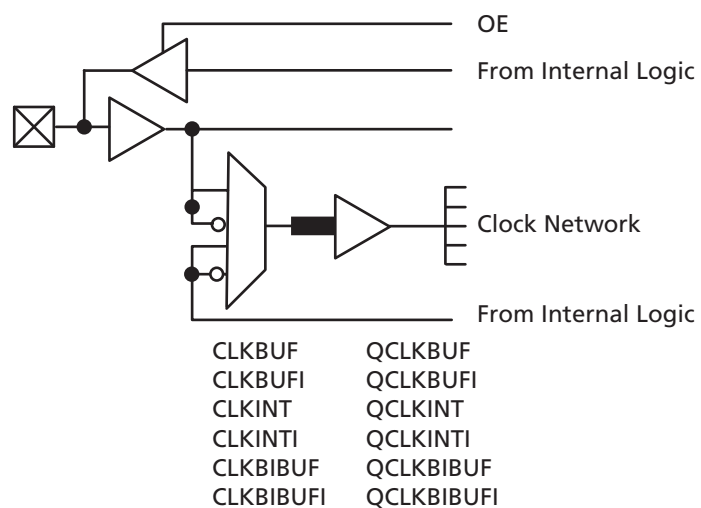 OE
From Internal Logic
Clock Network
From Internal Logic
CLKBUF QCLKBUF
CLKBUFI QCLKBUFI
CLKINT QCLKINT
CLKINTI QCLKINTI
CLKBIBUF QCLKBIBUF
CLKBIBUFI QCLKBIBUFI